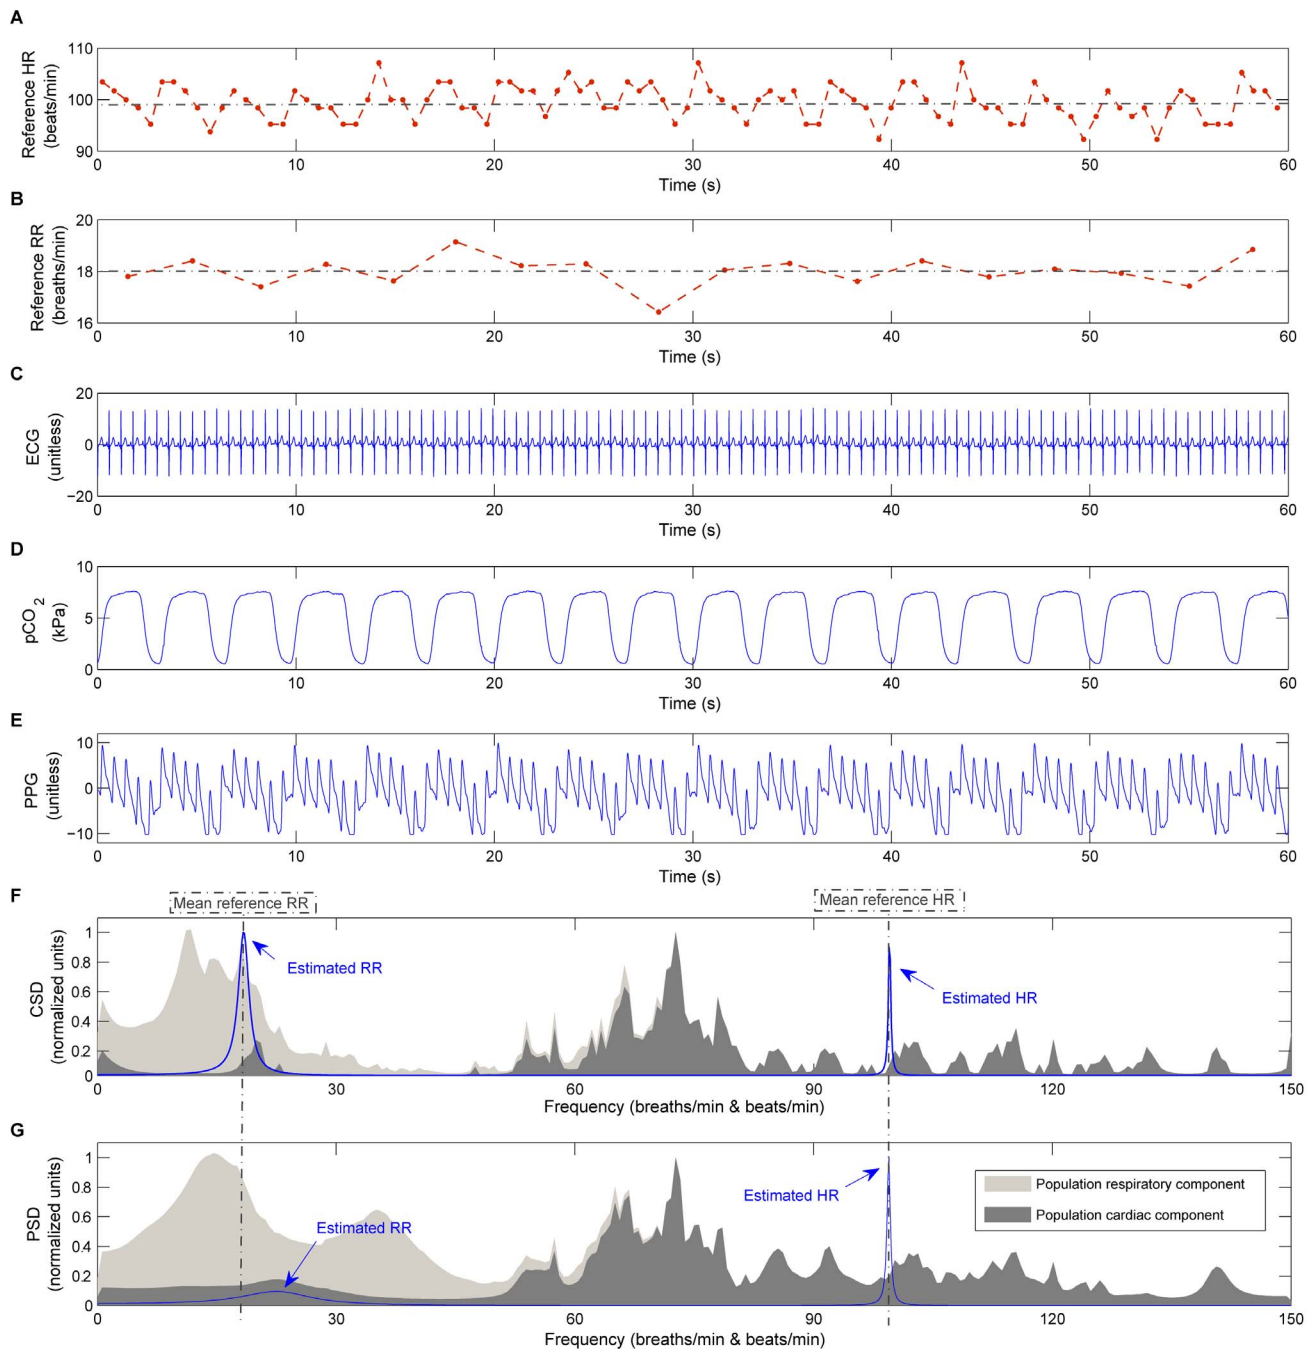 A
Reference HR
(beats/min)
110
100
90
0 10 20 30 40 50 60
Time (s)
B
Reference RR
(breaths/min)
20
18
16
0 10 20 30 40 50 60
Time (s)
C
ECG
(unitless)
20
0
−20
0 10 20 30 40 50 60
Time (s)
D
pCO2
(kPa)
10
5
0
0 10 20 30 40 50 60
Time (s)
E
PPG
(unitless)
10
0
−10
0 10 20 30 40 50 60
Time (s)
F
Mean reference RR
Mean reference HR
CSD
(normalized units)
1
0.8
0.6
0.4
0.2
0
Estimated RR
Estimated HR
0 30 60 90 120 150
Frequency (breaths/min & beats/min)
G
PSD
(normalized units)
1
0.8
0.6
0.4
0.2
0
Estimated RR
Estimated HR
Population respiratory component
Population cardiac component
0 30 60 90 120 150
Frequency (breaths/min & beats/min)